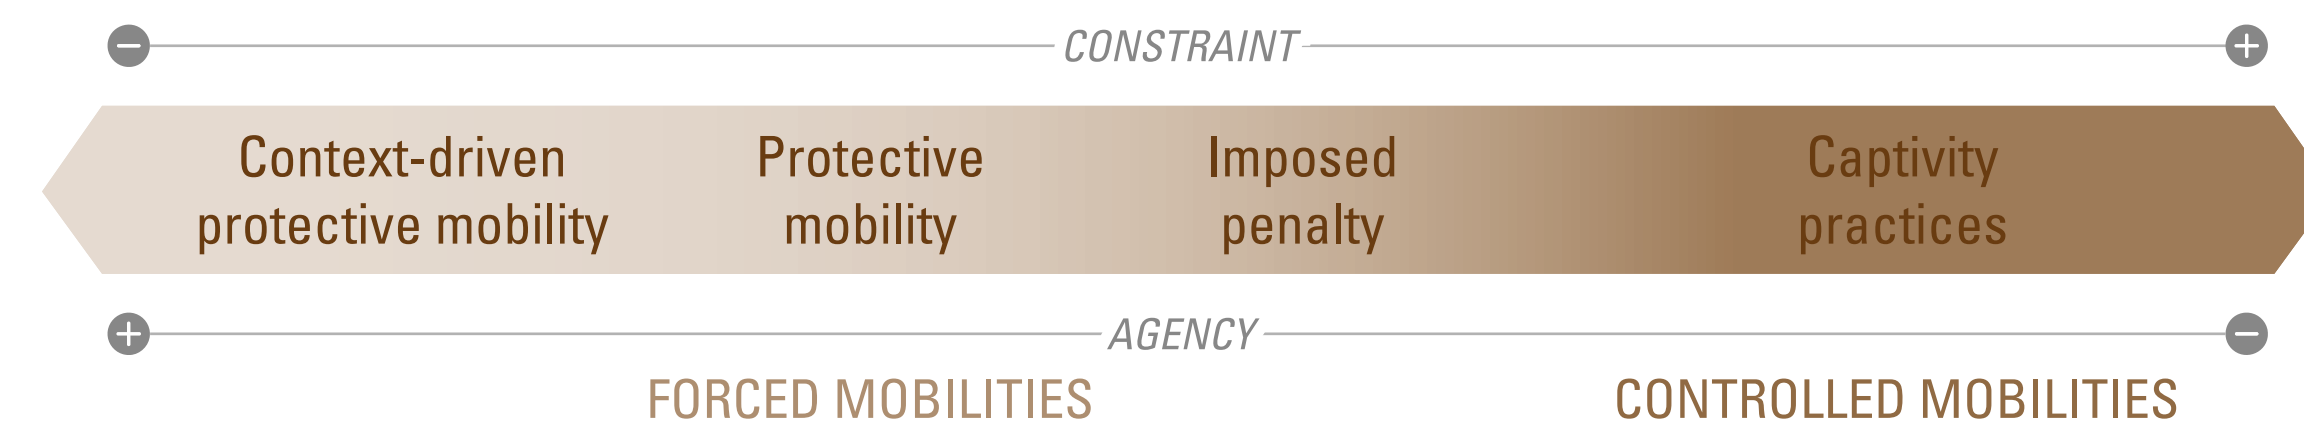 CONSTRAINT
Context-driven
protective mobility
Protective
mobility
Imposed
penalty
Captivity
practices
AGENCY
FORCED MOBILITIES
CONTROLLED MOBILITIES